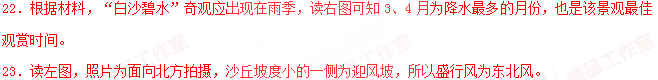 22. 根据材料，“白沙碧水”奇观应出现在雨季，读右图可知 3、4 月为降水最多的月份，也是该景观最佳
观赏时间。
23. 读左图，照片为面向北方拍摄，沙丘坡度小的一侧为迎风坡，所以盛行风为东北风。